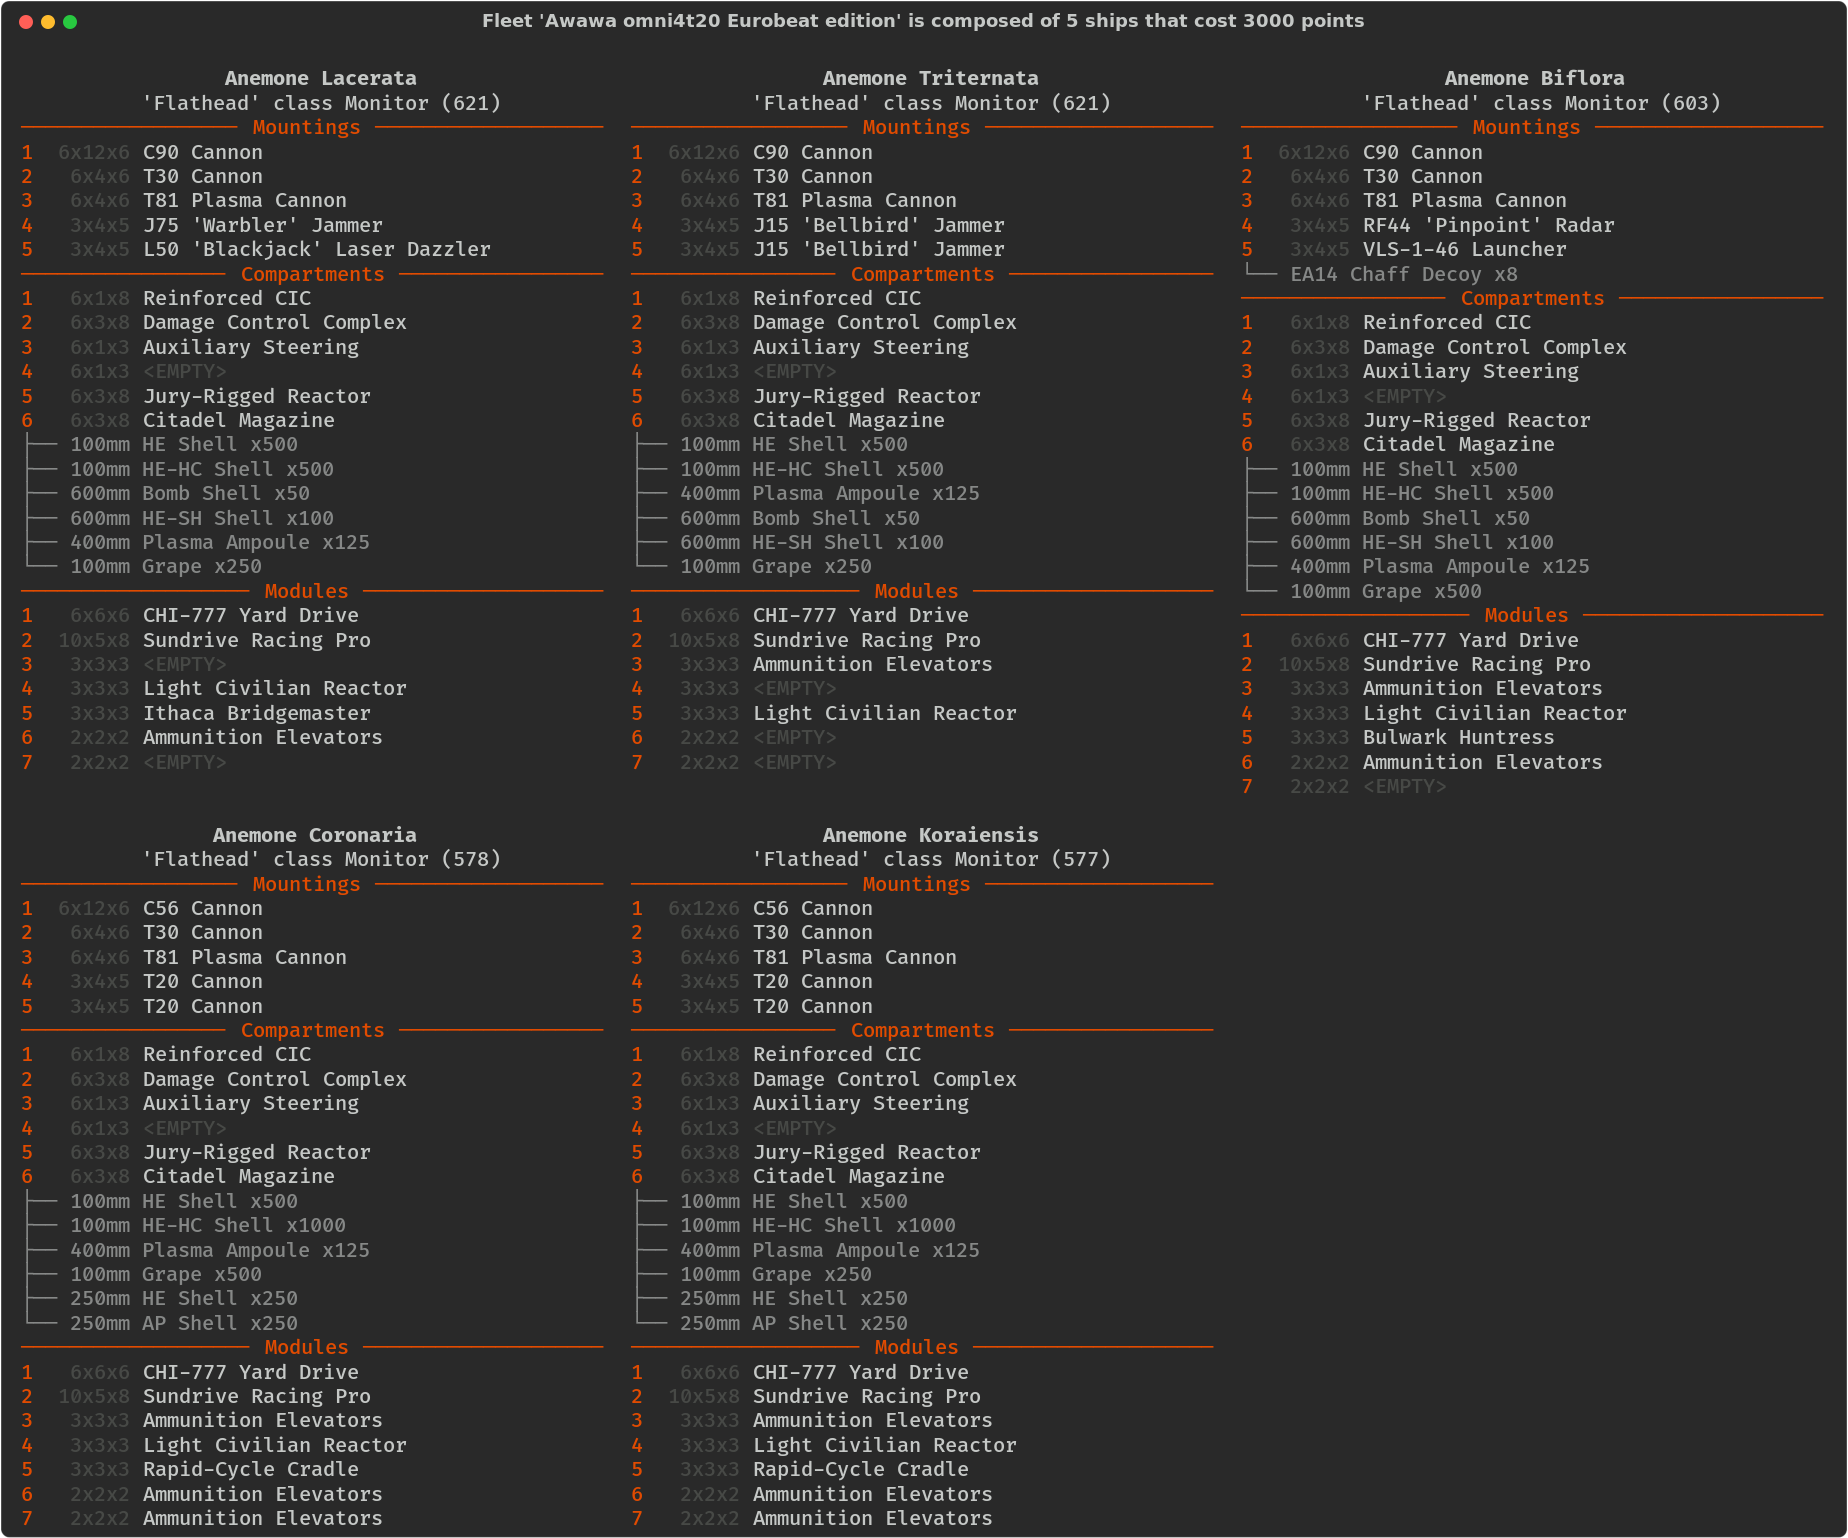 Fleet 'Awawa omni4t20 Eurobeat edition' is composed of 5 ships that cost 3000 points
Anemone Lacerata
'Flathead' class Monitor (621)
Mountings
1 6x12x6 C90 Cannon
2 6x4x6 T30 Cannon
3 6x4x6 T81 Plasma Cannon
4 3x4x5 J75 'Warbler' Jammer
5 3x4x5 L50 'Blackjack' Laser Dazzler
Compartments
1 6x1x8 Reinforced CIC
2 6x3x8 Damage Control Complex
3 6x1x3 Auxiliary Steering
4 6x1x3 <EMPTY>
5 6x3x8 Jury-Rigged Reactor
6 6x3x8 Citadel Magazine
100mm HE Shell x500
100mm HE-HC Shell x500
600mm Bomb Shell x50
600mm HE-SH Shell x100
400mm Plasma Ampoule x125
100mm Grape x250
Modules
1 6x6x6 CHI-777 Yard Drive
2 10x5x8 Sundrive Racing Pro
3 3x3x3 <EMPTY>
4 3x3x3 Light Civilian Reactor
5 3x3x3 Ithaca Bridgemaster
6 2x2x2 Ammunition Elevators
7 2x2x2 <EMPTY>
Anemone Triternata
'Flathead' class Monitor (621)
Mountings
1 6x12x6 C90 Cannon
2 6x4x6 T30 Cannon
3 6x4x6 T81 Plasma Cannon
4 3x4x5 J15 'Bellbird' Jammer
5 3x4x5 J15 'Bellbird' Jammer
Compartments
1 6x1x8 Reinforced CIC
2 6x3x8 Damage Control Complex
3 6x1x3 Auxiliary Steering
4 6x1x3 <EMPTY>
5 6x3x8 Jury-Rigged Reactor
6 6x3x8 Citadel Magazine
100mm HE Shell x500
100mm HE-HC Shell x500
400mm Plasma Ampoule x125
600mm Bomb Shell x50
600mm HE-SH Shell x100
100mm Grape x250
Modules
1 6x6x6 CHI-777 Yard Drive
2 10x5x8 Sundrive Racing Pro
3 3x3x3 Ammunition Elevators
4 3x3x3 <EMPTY>
5 3x3x3 Light Civilian Reactor
6 2x2x2 <EMPTY>
7 2x2x2 <EMPTY>
Anemone Biflora
'Flathead' class Monitor (603)
Mountings
1 6x12x6 C90 Cannon
2 6x4x6 T30 Cannon
3 6x4x6 T81 Plasma Cannon
4 3x4x5 RF44 'Pinpoint' Radar
5 3x4x5 VLS-1-46 Launcher
EA14 Chaff Decoy x8
Compartments
1 6x1x8 Reinforced CIC
2 6x3x8 Damage Control Complex
3 6x1x3 Auxiliary Steering
4 6x1x3 <EMPTY>
5 6x3x8 Jury-Rigged Reactor
6 6x3x8 Citadel Magazine
100mm HE Shell x500
100mm HE-HC Shell x500
600mm Bomb Shell x50
600mm HE-SH Shell x100
400mm Plasma Ampoule x125
100mm Grape x500
Modules
1 6x6x6 CHI-777 Yard Drive
2 10x5x8 Sundrive Racing Pro
3 3x3x3 Ammunition Elevators
4 3x3x3 Light Civilian Reactor
5 3x3x3 Bulwark Huntress
6 2x2x2 Ammunition Elevators
7 2x2x2 <EMPTY>
Anemone Coronaria
'Flathead' class Monitor (578)
Mountings
1 6x12x6 C56 Cannon
2 6x4x6 T30 Cannon
3 6x4x6 T81 Plasma Cannon
4 3x4x5 T20 Cannon
5 3x4x5 T20 Cannon
Compartments
1 6x1x8 Reinforced CIC
2 6x3x8 Damage Control Complex
3 6x1x3 Auxiliary Steering
4 6x1x3 <EMPTY>
5 6x3x8 Jury-Rigged Reactor
6 6x3x8 Citadel Magazine
100mm HE Shell x500
100mm HE-HC Shell x1000
400mm Plasma Ampoule x125
100mm Grape x500
250mm HE Shell x250
250mm AP Shell x250
Modules
1 6x6x6 CHI-777 Yard Drive
2 10x5x8 Sundrive Racing Pro
3 3x3x3 Ammunition Elevators
4 3x3x3 Light Civilian Reactor
5 3x3x3 Rapid-Cycle Cradle
6 2x2x2 Ammunition Elevators
7 2x2x2 Ammunition Elevators
Anemone Koraiensis
'Flathead' class Monitor (577)
Mountings
1 6x12x6 C56 Cannon
2 6x4x6 T30 Cannon
3 6x4x6 T81 Plasma Cannon
4 3x4x5 T20 Cannon
5 3x4x5 T20 Cannon
Compartments
1 6x1x8 Reinforced CIC
2 6x3x8 Damage Control Complex
3 6x1x3 Auxiliary Steering
4 6x1x3 <EMPTY>
5 6x3x8 Jury-Rigged Reactor
6 6x3x8 Citadel Magazine
100mm HE Shell x500
100mm HE-HC Shell x1000
400mm Plasma Ampoule x125
100mm Grape x250
250mm HE Shell x250
250mm AP Shell x250
Modules
1 6x6x6 CHI-777 Yard Drive
2 10x5x8 Sundrive Racing Pro
3 3x3x3 Ammunition Elevators
4 3x3x3 Light Civilian Reactor
5 3x3x3 Rapid-Cycle Cradle
6 2x2x2 Ammunition Elevators
7 2x2x2 Ammunition Elevators